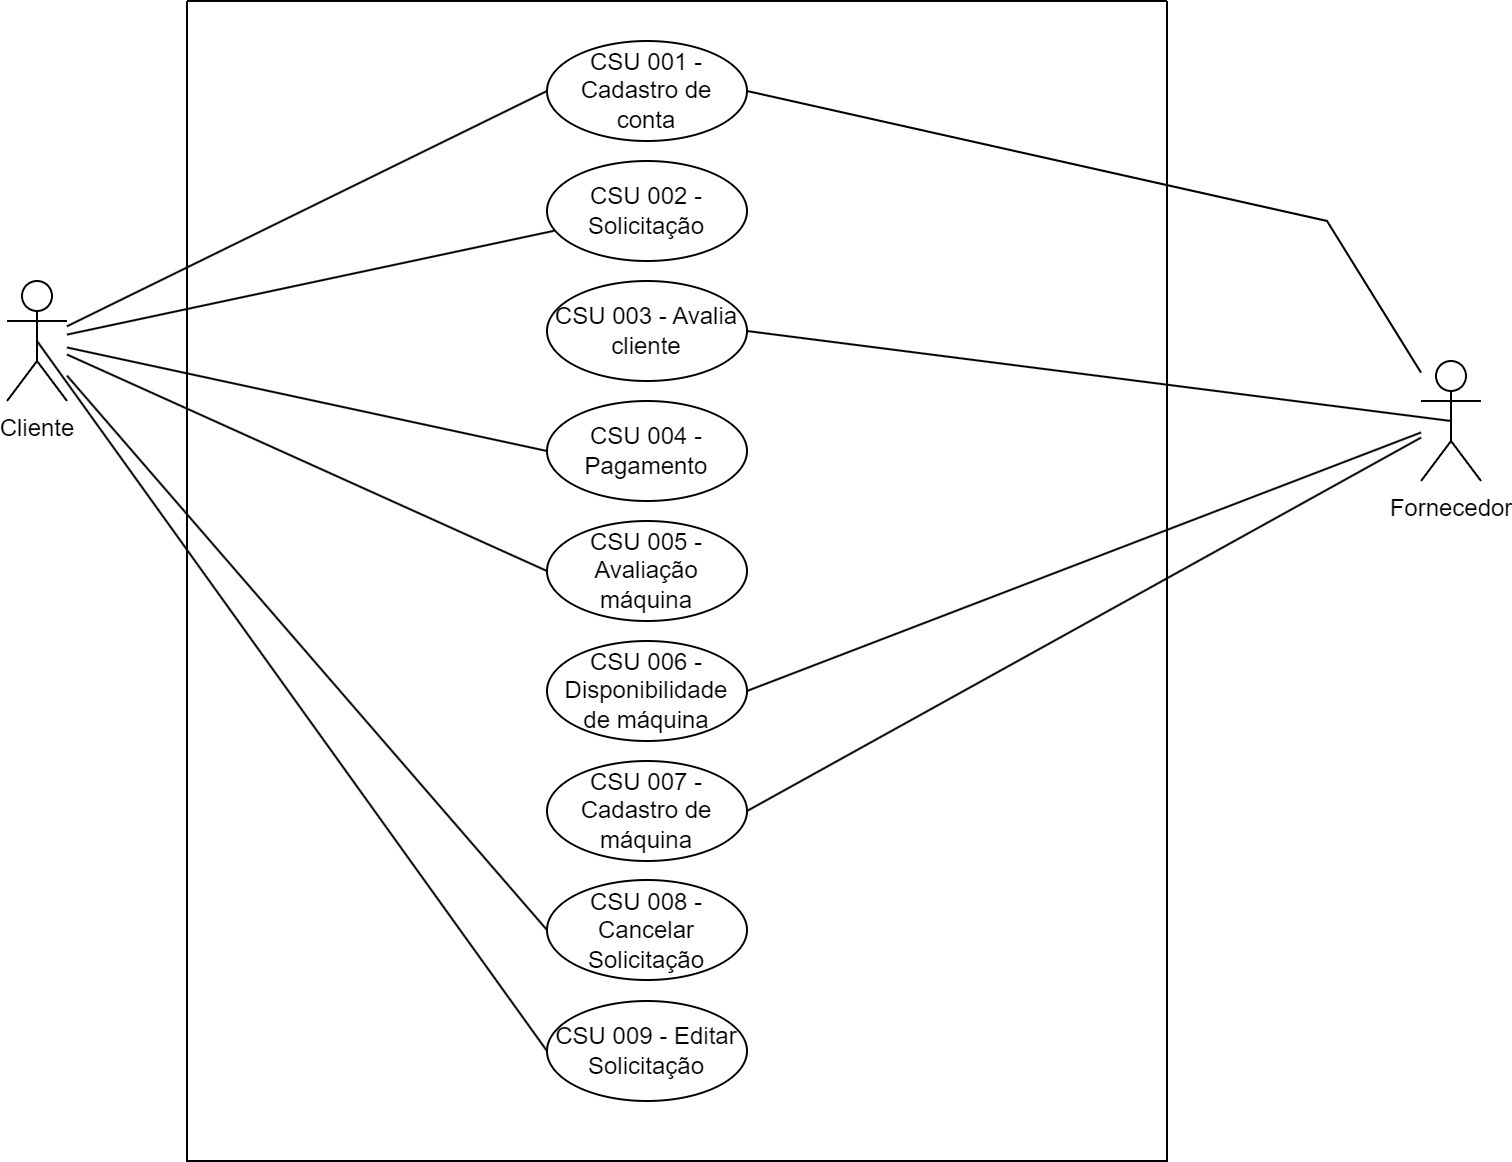 CSU 001 -
Cadastro de
conta
CSU 002 -
Solicitação
CSU 003 - Avalia
cliente
Cliente
CSU 004 -
Pagamento
Fornecedor
CSU 005 -
Avaliação
máquina
CSU 006 -
Disponibilidade
de máquina
CSU 007 -
Cadastro de
máquina
CSU 008 -
Cancelar
Solicitação
CSU 009 - Editar
Solicitação